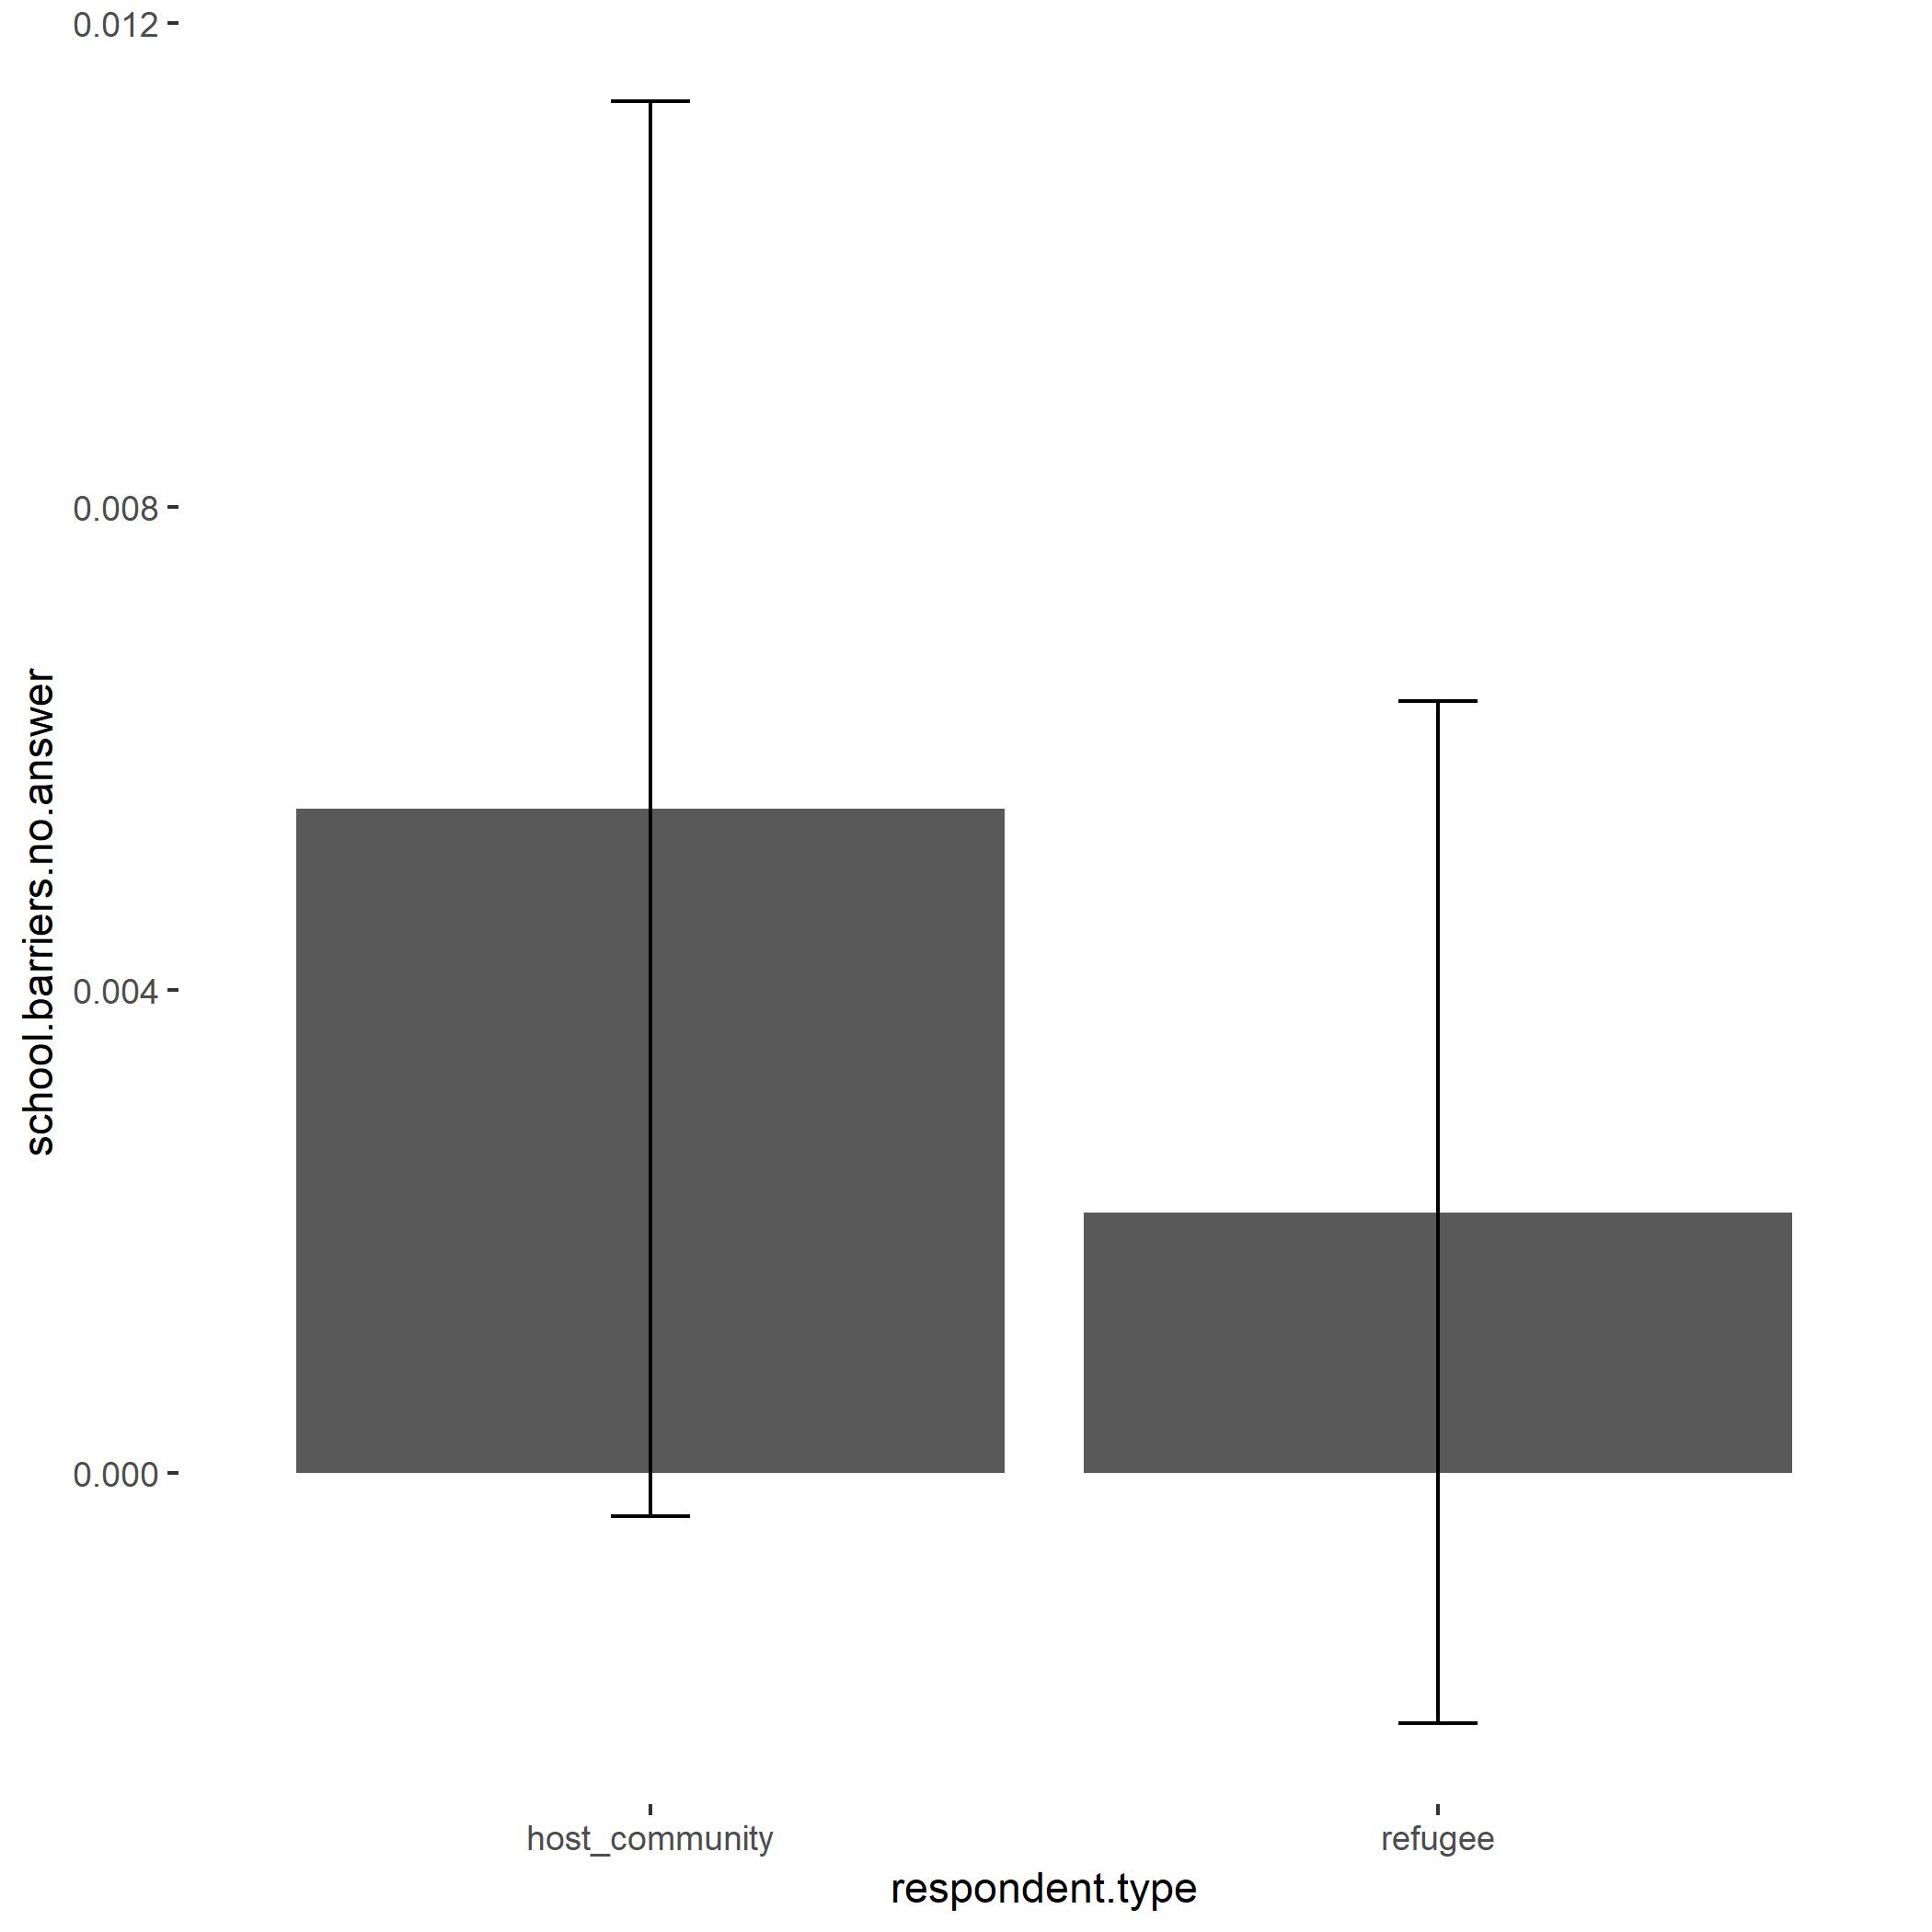 0.012
0.008
0.004
0.000
school.barriers.no.answer
host_community
refugee
respondent.type